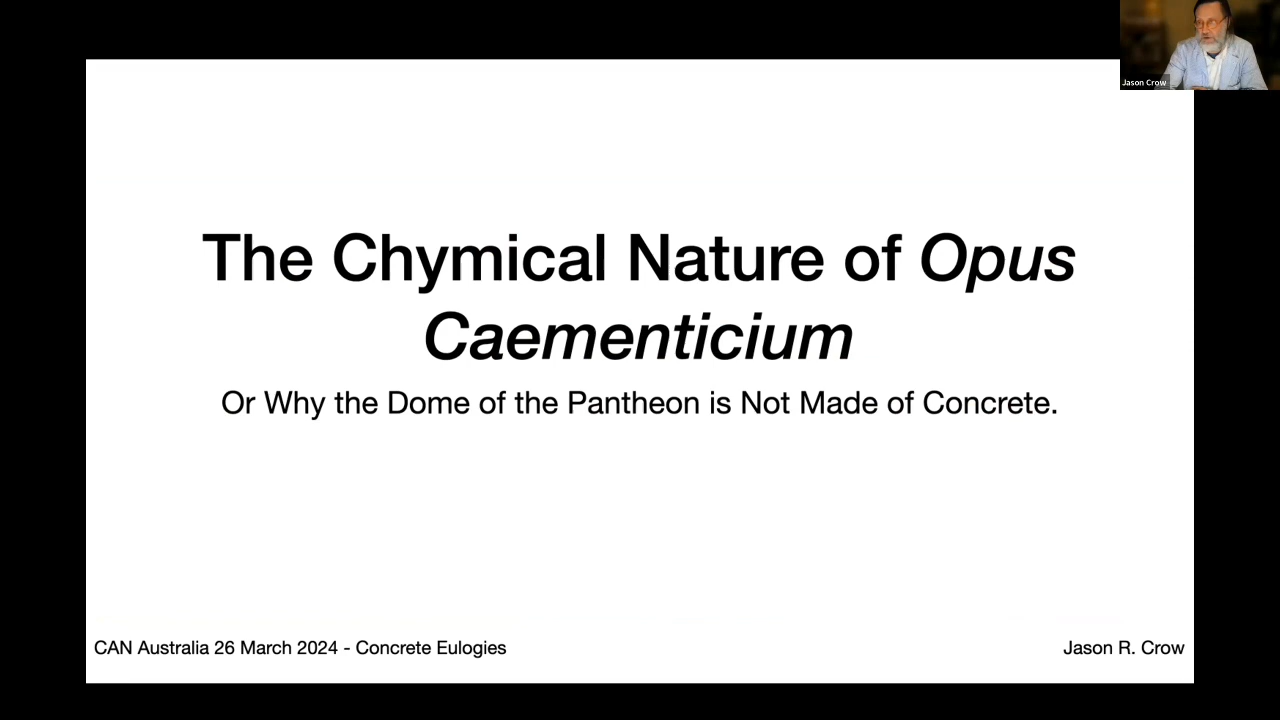 Jason Crow
The Chymical Nature of Opus
Caementicium
Or Why the Dome of the Pantheon is Not Made of Concrete.
CAN Australia 26 March 2024 - Concrete Eulogies
Jason R. Crow